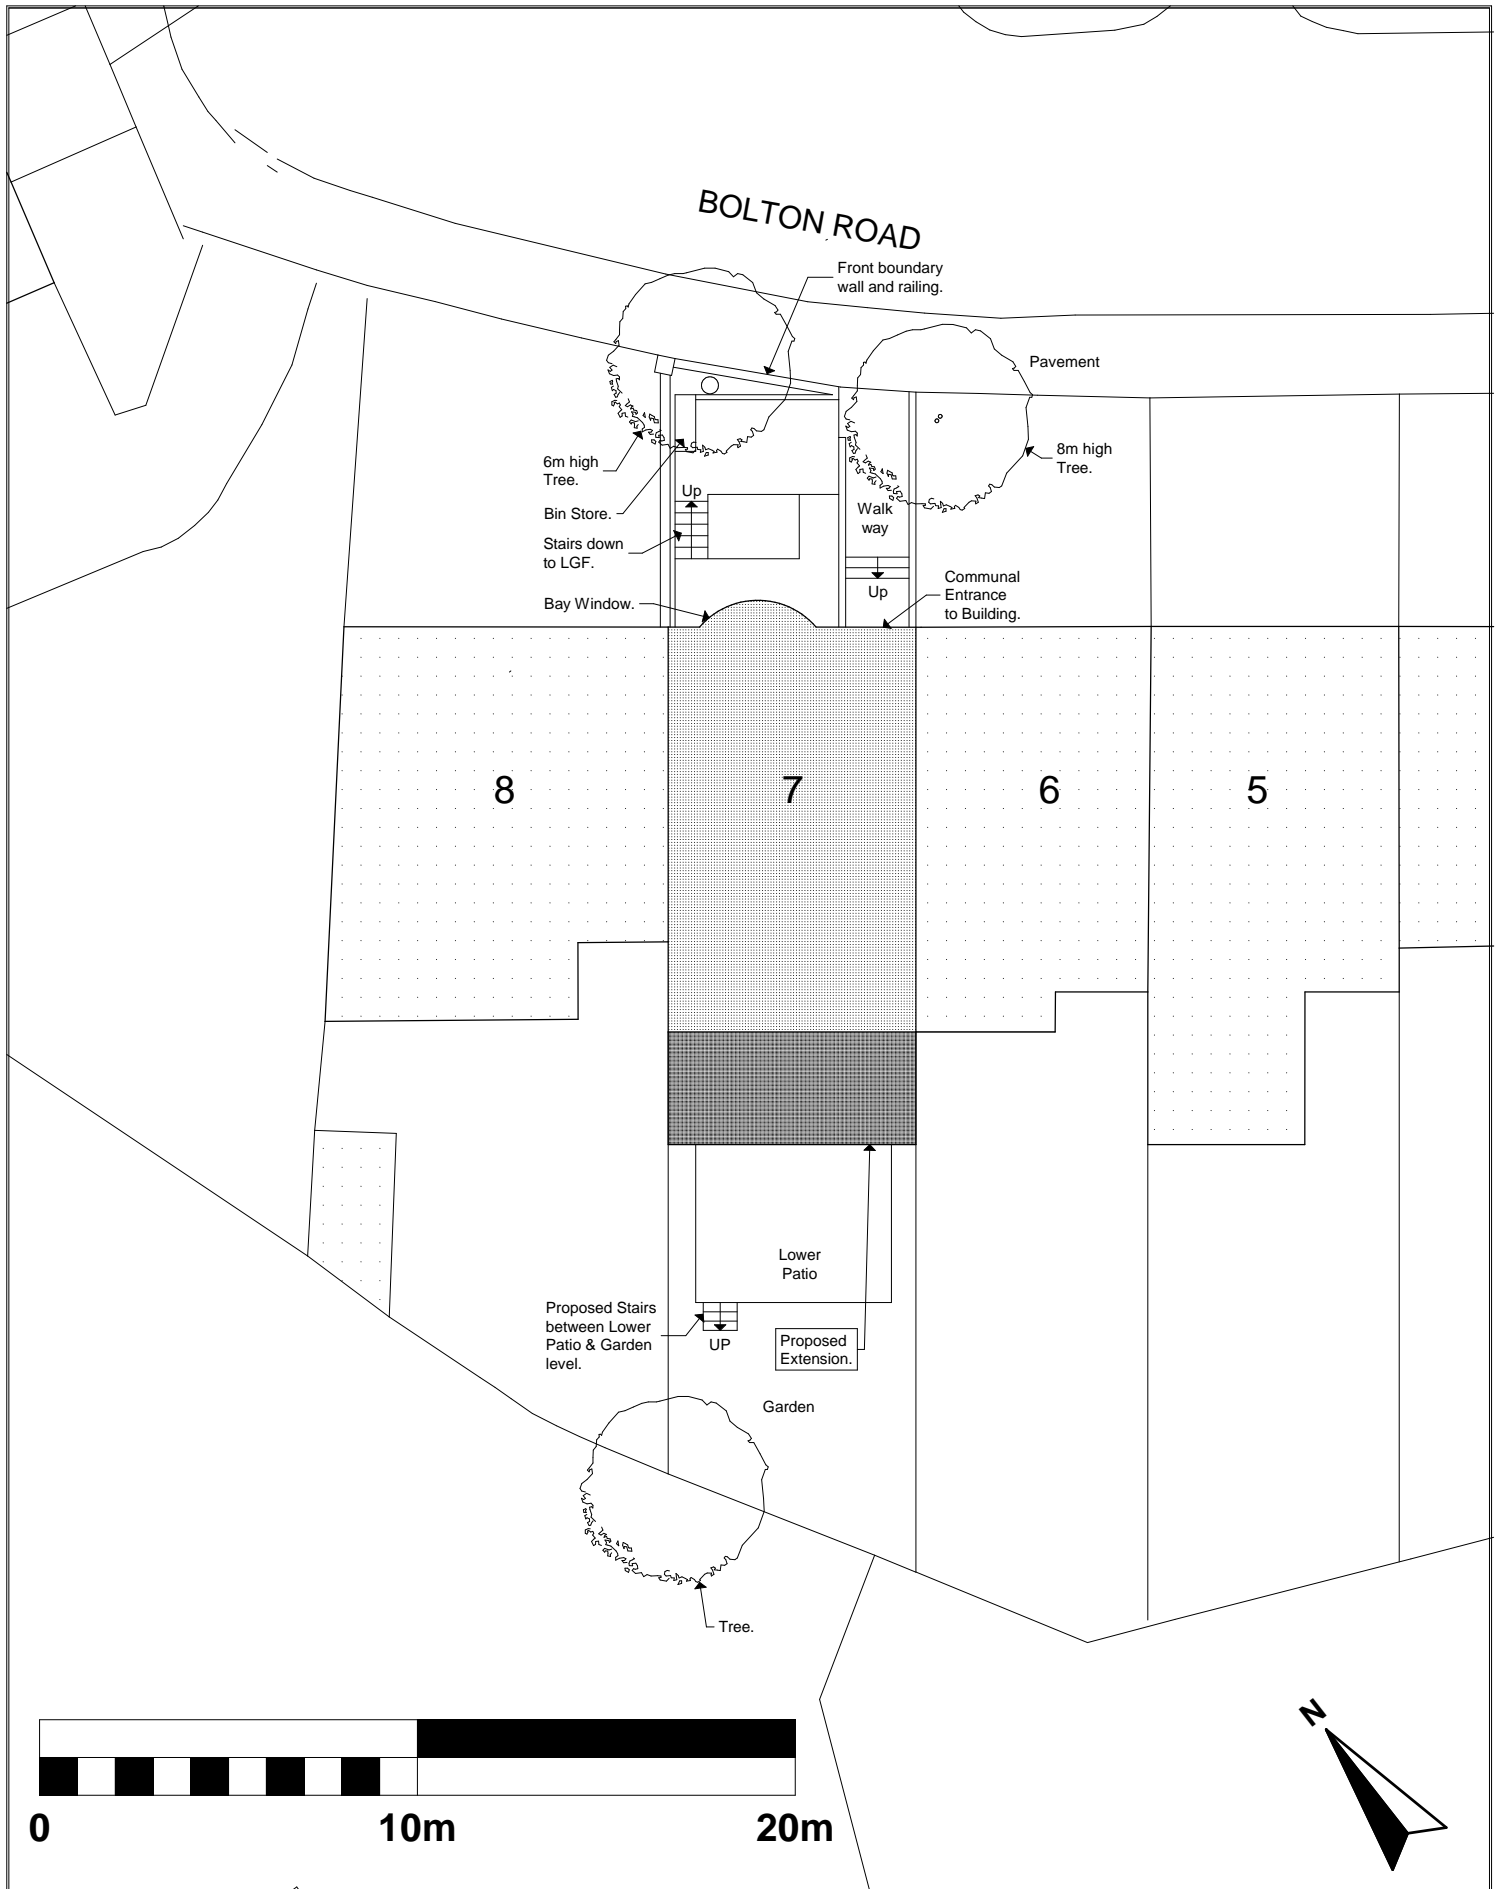 BOLTON ROAD
Front boundary
wall and railing.
Pavement
6m high
Tree.
8m high
Tree.
Up
Bin Store.
Walk
way
Stairs down
to LGF.
Up
Communal
Entrance
to Building.
Bay Window.
8
7
6
5
Lower
Patio
Proposed Stairs
between Lower
Patio & Garden
level.
UP
Proposed
Extension.
Garden
Tree.
N
0
10m
20m